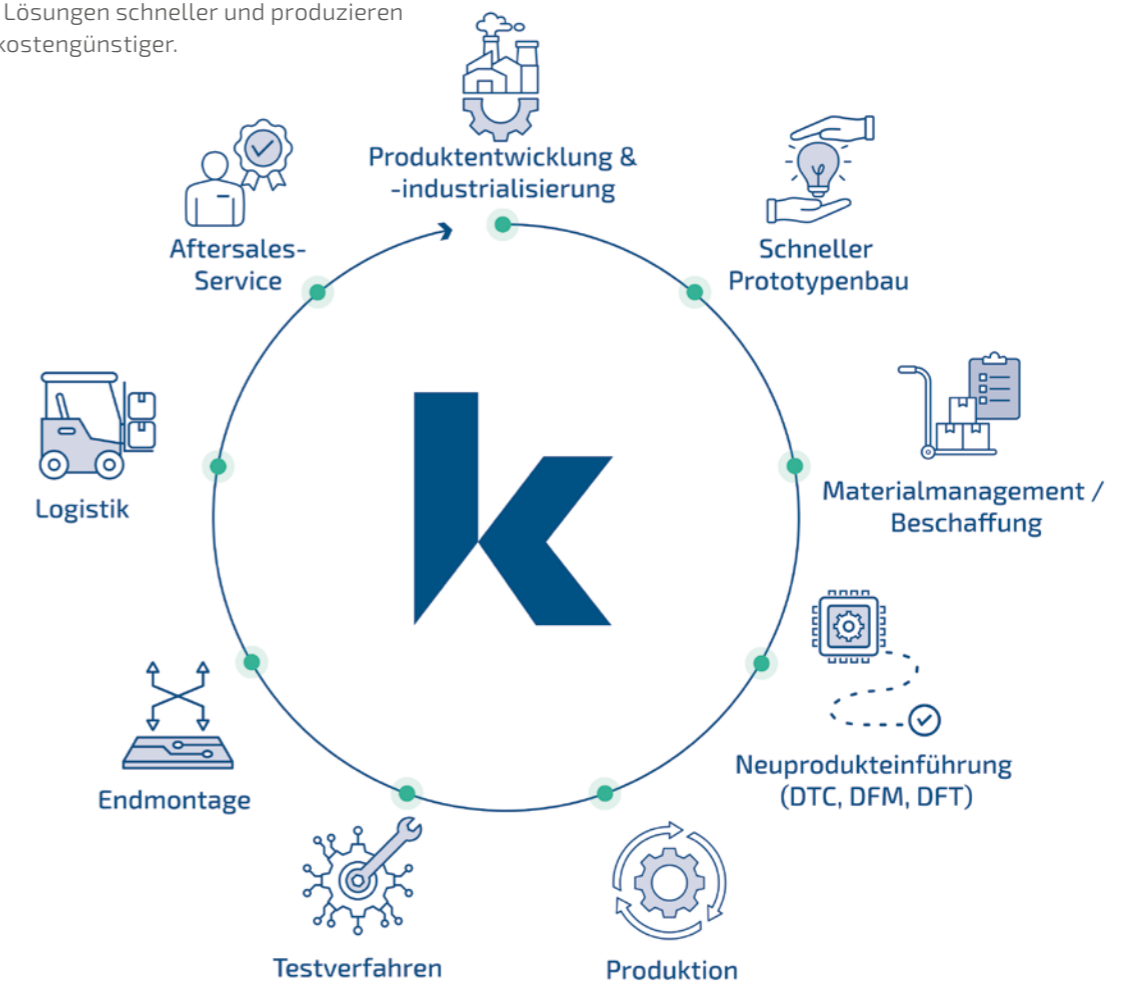 Lösungen schneller und produzieren
kostengünstiger.
Produktentwicklung &
-industrialisierung
Schneller
Prototypenbau
Materialmanagement /
Beschaffung
Neuprodukteinführung
(DTC, DFM, DFT)
Produktion
Testverfahren
Endmontage
Logistik
Aftersales-
Service
k